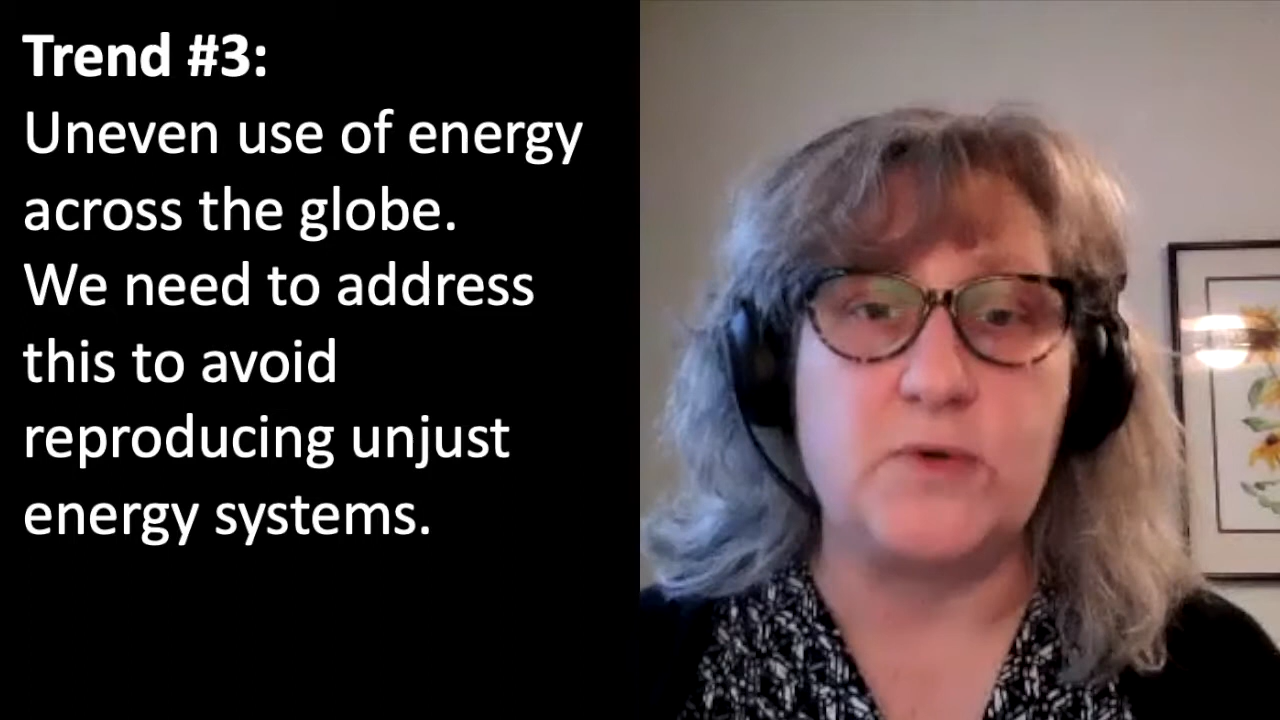 Trend #3:
Uneven use of energy
across the globe.
We need to address
this to avoid
reproducing unjust
energy systems.